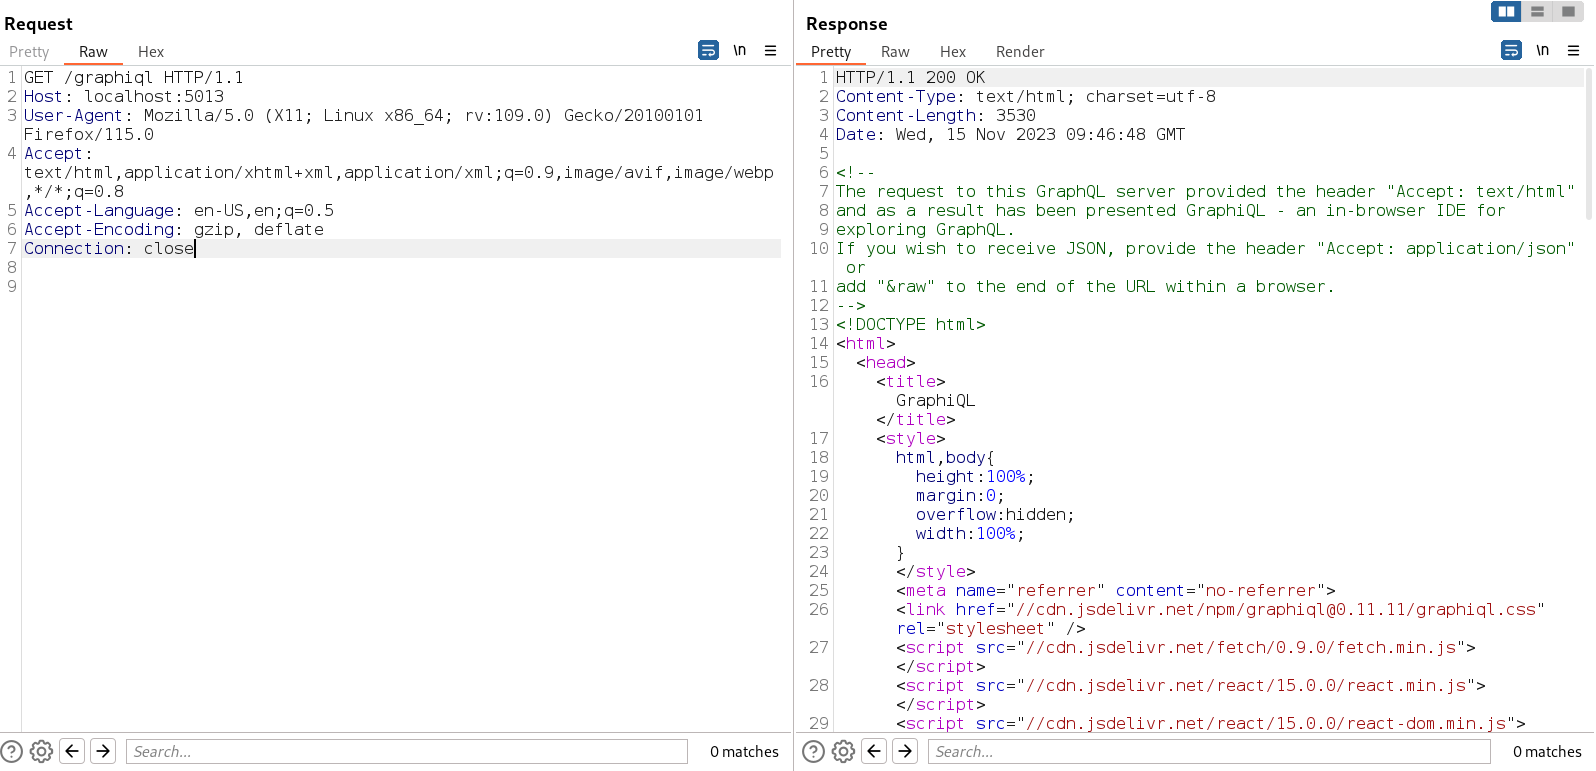 Request
Pretty Raw Hex \n
1 GET /graphiql HTTP/1.1
2 Host: localhost:5013
3 User-Agent: Mozilla/5.0 (X11; Linux x86_64; rv:109.0) Gecko/20100101
Firefox/115.0
4 Accept:
text/html,application/xhtml+xml,application/xml;q=0.9,image/avif,image/webp
,*/*;q=0.8
5 Accept-Language: en-US,en;q=0.5
6 Accept-Encoding: gzip, deflate
7 Connection: close
8
9
Search...
0 matches
Response
Pretty Raw Hex Render \n
1 HTTP/1.1 200 OK
2 Content-Type: text/html; charset=utf-8
3 Content-Length: 3530
4 Date: Wed, 15 Nov 2023 09:46:48 GMT
5
6 <!--
7 The request to this GraphQL server provided the header "Accept: text/html"
8 and as a result has been presented GraphiQL - an in-browser IDE for
9 exploring GraphQL.
10 If you wish to receive JSON, provide the header "Accept: application/json"
or
11 add "&raw" to the end of the URL within a browser.
12 -->
13 <!DOCTYPE html>
14 <html>
15 <head>
16 <title>
GraphiQL
</title>
17 <style>
18 html,body{
19 height:100%;
20 margin:0;
21 overflow:hidden;
22 width:100%;
23 }
24 </style>
25 <meta name="referrer" content="no-referrer">
26 <link href="//cdn.jsdelivr.net/npm/graphiql@0.11.11/graphiql.css"
rel="stylesheet" />
27 <script src="//cdn.jsdelivr.net/fetch/0.9.0/fetch.min.js">
</script>
28 <script src="//cdn.jsdelivr.net/react/15.0.0/react.min.js">
</script>
29 <script src="//cdn.jsdelivr.net/react/15.0.0/react-dom.min.js">
Search...
0 matches